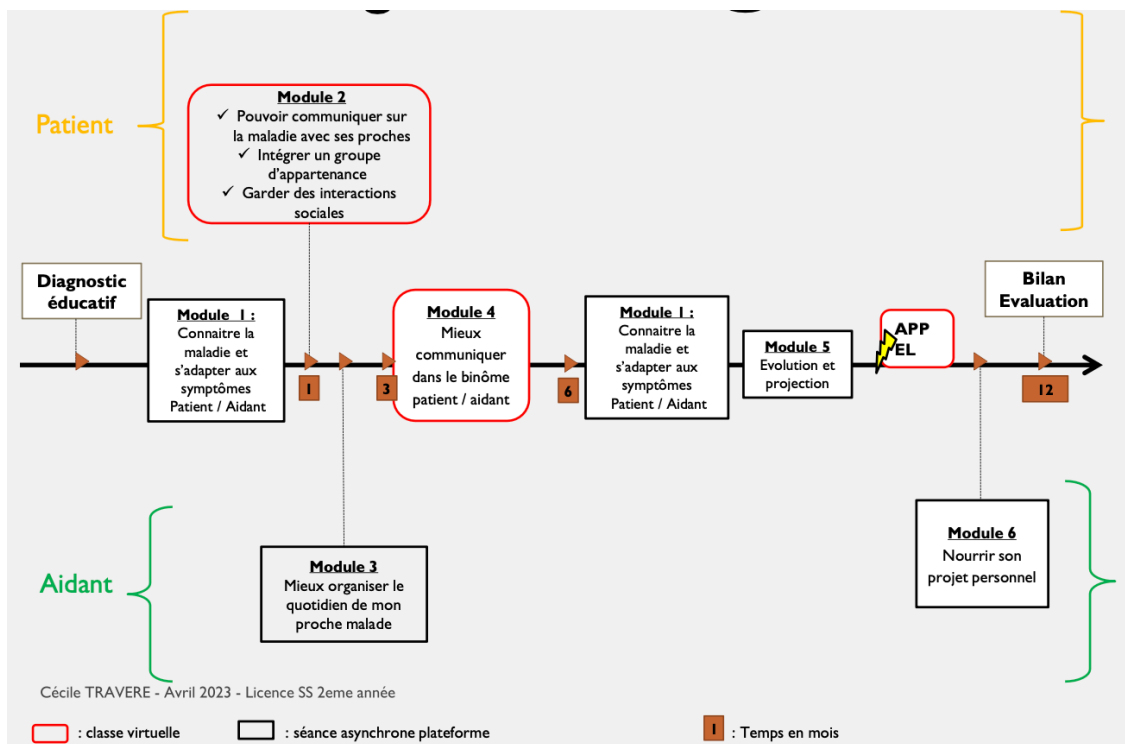 Patient
Module 2
✓ Pouvoir communiquer sur
la maladie avec ses proches
✓ Intégrer un groupe
d'appartenance
✓ Garder des interactions
sociales
Diagnostic
éducatif
Module 1 :
Connaitre la
maladie et
s'adapter aux
symptômes
Patient / Aidant
1
3
Module 4
Mieux
communiquer
dans le binôme
patient / aidant
6
Module 1 :
Connaitre la
maladie et
s'adapter aux
symptômes
Patient / Aidant
Module 5
Evolution et
projection
APP
EL
Bilan
Evaluation
12
Aidant
Module 3
Mieux organiser le
quotidien de mon
proche malade
Module 6
Nourrir son
projet personnel
Cécile TRAVERE - Avril 2023 - Licence SS 2eme année
: classe virtuelle
: séance asynchrone plateforme
1 : Temps en mois